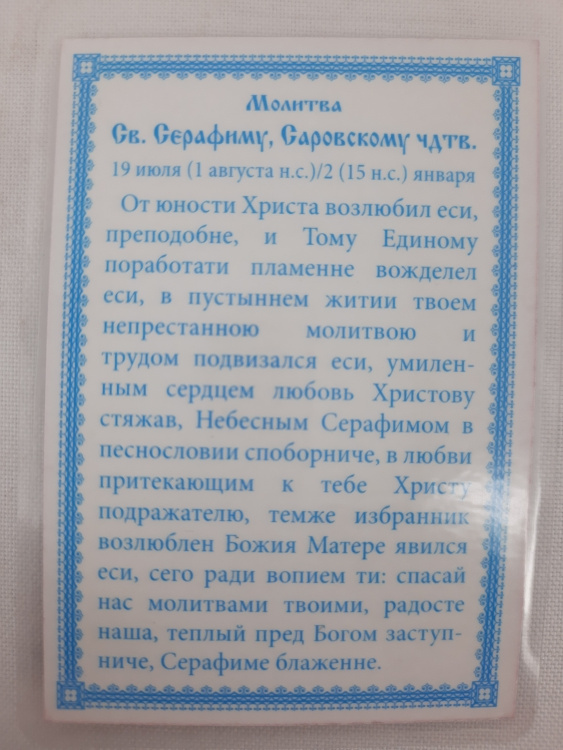 Молитва
Св. Серафиму, Саровскому чдтв.
19 июля (1 августа н.с.)/2 (15 н.с.) января
От юности Христа возлюбил еси,
преподобне, и Тому Единому
поработати пламенне вожделел
еси, в пустыннем житии твоем
непрестанною молитвою и
трудом подвизался еси, умилен-
ным сердцем любовь Христову
стяжав, Небесным Серафимом в
песнословии споборниче, в любви
притекающим к тебе Христу
подражателю, темже избранник
возлюблен Божия Матере явился
еси, сего ради вопием ти: спасай
нас молитвами твоими, радосте
наша, теплый пред Богом заступ-
ниче, Серафиме блаженне.